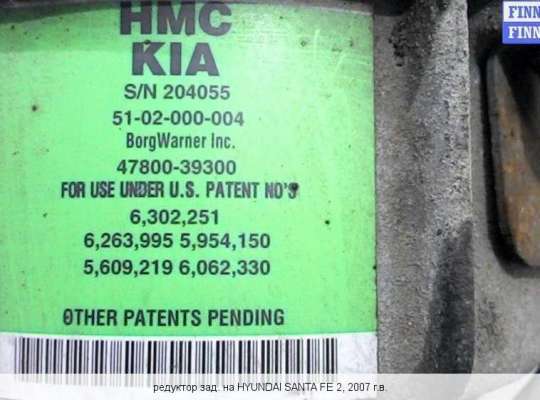 HMC
KIA
S/N 204055
51-02-000-004
BorgWarner Inc.
47800-39300
FOR USE UNDER U.S. PATENT NO'S
6,302,251
6,263,995 5,954,150
5,609,219 6,062,330
OTHER PATENTS PENDING
FINN
FINN
редуктор зад. на HYUNDAI SANTA FE 2, 2007 г.в.